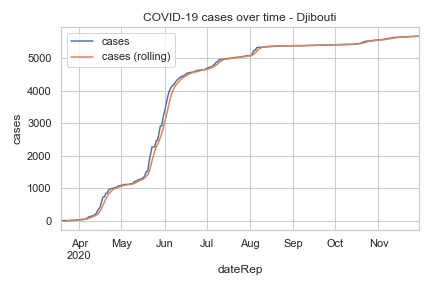 COVID-19 cases over time - Djibouti
cases
cases (rolling)
5000
4000
3000
2000
1000
0
cases
Apr
2020
May
Jun
Jul
Aug
Sep
Oct
Nov
dateRep